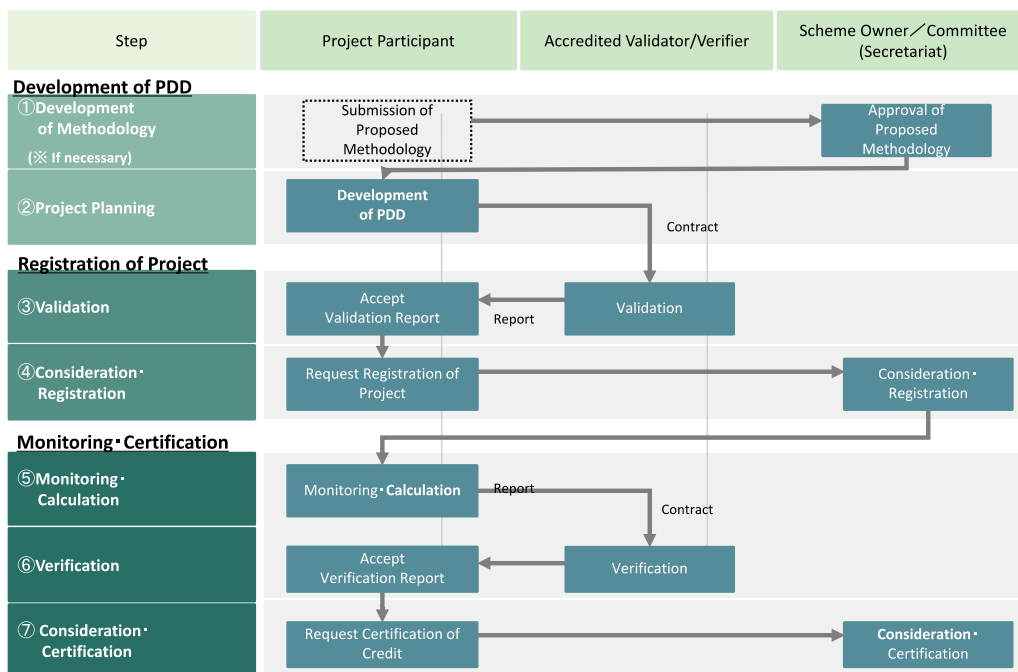 Step
Project Participant
Accredited Validator/Verifier
Scheme Owner／Committee
(Secretariat)
Development of PDD
①Development
of Methodology
(※ If necessary)
Submission of
Proposed
Methodology
Approval of
Proposed
Methodology
②Project Planning
Development
of PDD
Contract
Registration of Project
③Validation
Accept
Validation Report
Report
Validation
④Consideration・
Registration
Request Registration of
Project
Consideration・
Registration
Monitoring・Certification
⑤Monitoring・
Calculation
Monitoring・Calculation
Report
Contract
⑥Verification
Accept
Verification Report
Verification
⑦ Consideration・
Certification
Request Certification of
Credit
Consideration・
Certification